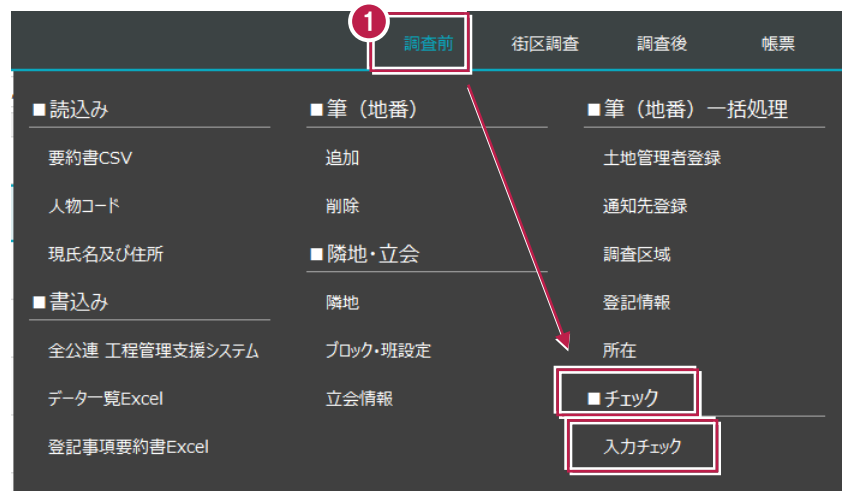 1
調査前
街区調査
調査後
帳票
■読込み
要約書CSV
人物コード
現氏名及び住所
■書込み
全公連 工程管理支援システム
データ一覧Excel
登記事項要約書Excel
■筆（地番）
追加
削除
■隣地・立会
隣地
ブロック・班設定
立会情報
■筆（地番）一括処理
土地管理者登録
通知先登録
調査区域
登記情報
所在
■チェック
入力チェック